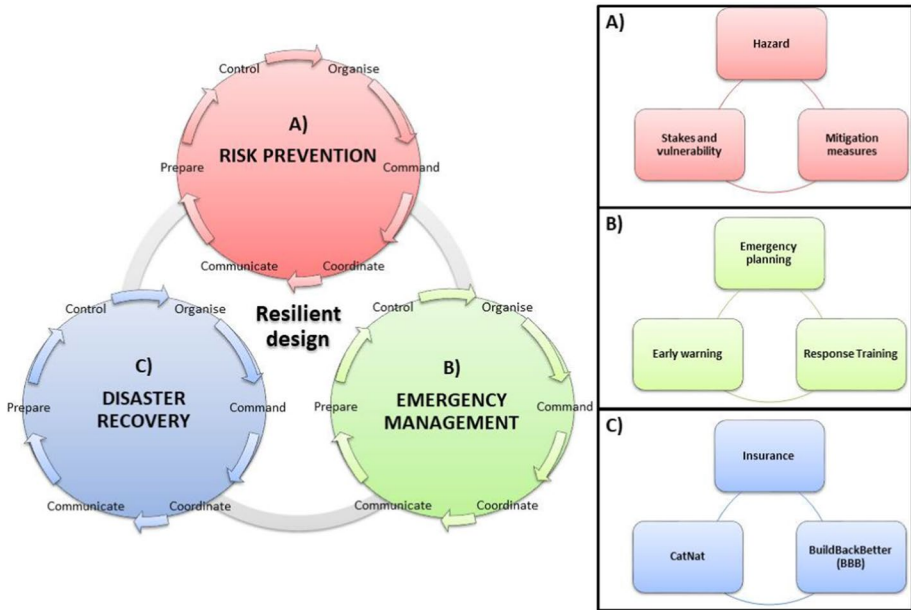 A)
RISK PREVENTION
Control
Organise
Command
Coordinate
Communicate
Prepare
Resilient
design
C)
DISASTER
RECOVERY
Control
Organise
Command
Coordinate
Communicate
Prepare
B)
EMERGENCY
MANAGEMENT
Control
Organise
Command
Coordinate
Communicate
Prepare
A)
Hazard
Stakes and
vulnerability
Mitigation
measures
B)
Emergency
planning
Early warning
Response Training
C)
Insurance
CatNat
BuildBackBetter
(BBB)